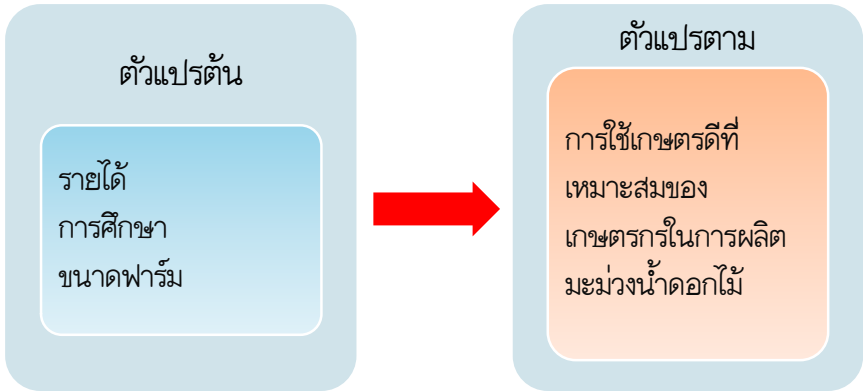 ตัวแปรต้น
รายได้
การศึกษา
ขนาดฟาร์ม
ตัวแปรตาม
การใช้เกษตรดีที่
เหมาะสมของ
เกษตรกรในการผลิต
มะม่วงน้ำดอกไม้